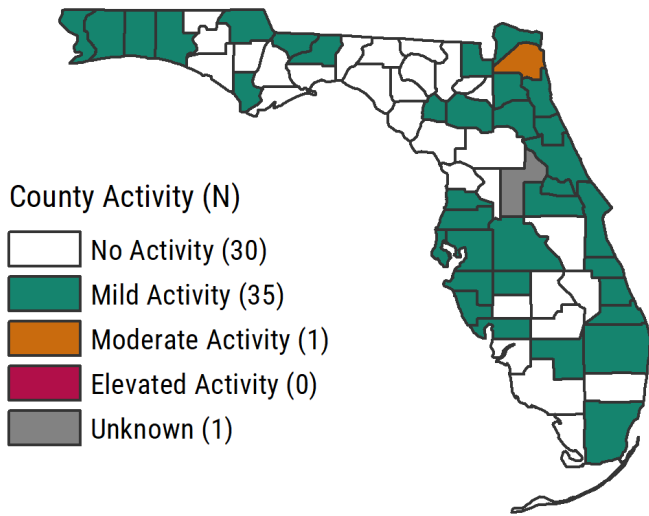 County Activity (N)
No Activity (30)
Mild Activity (35)
Moderate Activity (1)
Elevated Activity (0)
Unknown (1)